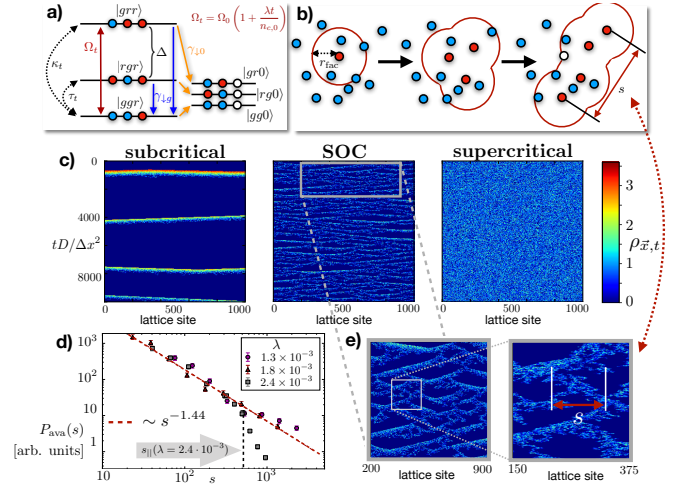 a)
|grr⟩
Ω_t = Ω_0 (1 + λt / n_{c,0})
Ω_t
Δ
γ_{↓0}
κ_t
|rgr⟩
|gr0⟩
τ_t
γ_{↓g}
|rg0⟩
|ggr⟩
|gg0⟩
b)
r_fac
s
c)
subcritical
SOC
supercritical
0
4000
tD/Δx²
8000
0 500 1000
lattice site
0 500 1000
lattice site
0 500 1000
lattice site
3
2
1
0
ρ_{x⃗,t}
d)
10³
10²
10
1
P_ava(s)
[arb. units]
λ
1.3 × 10⁻³
1.8 × 10⁻³
2.4 × 10⁻³
∼ s^{−1.44}
s_{||}(λ = 2.4 · 10⁻³)
10 10² 10³
s
e)
200 900
lattice site
s
150 375
lattice site